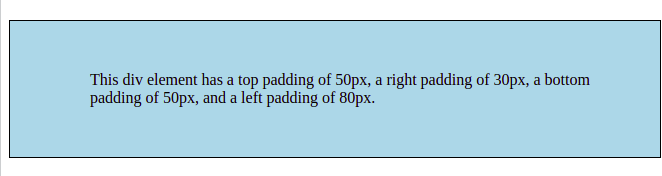 This div element has a top padding of 50px, a right padding of 30px, a bottom
padding of 50px, and a left padding of 80px.